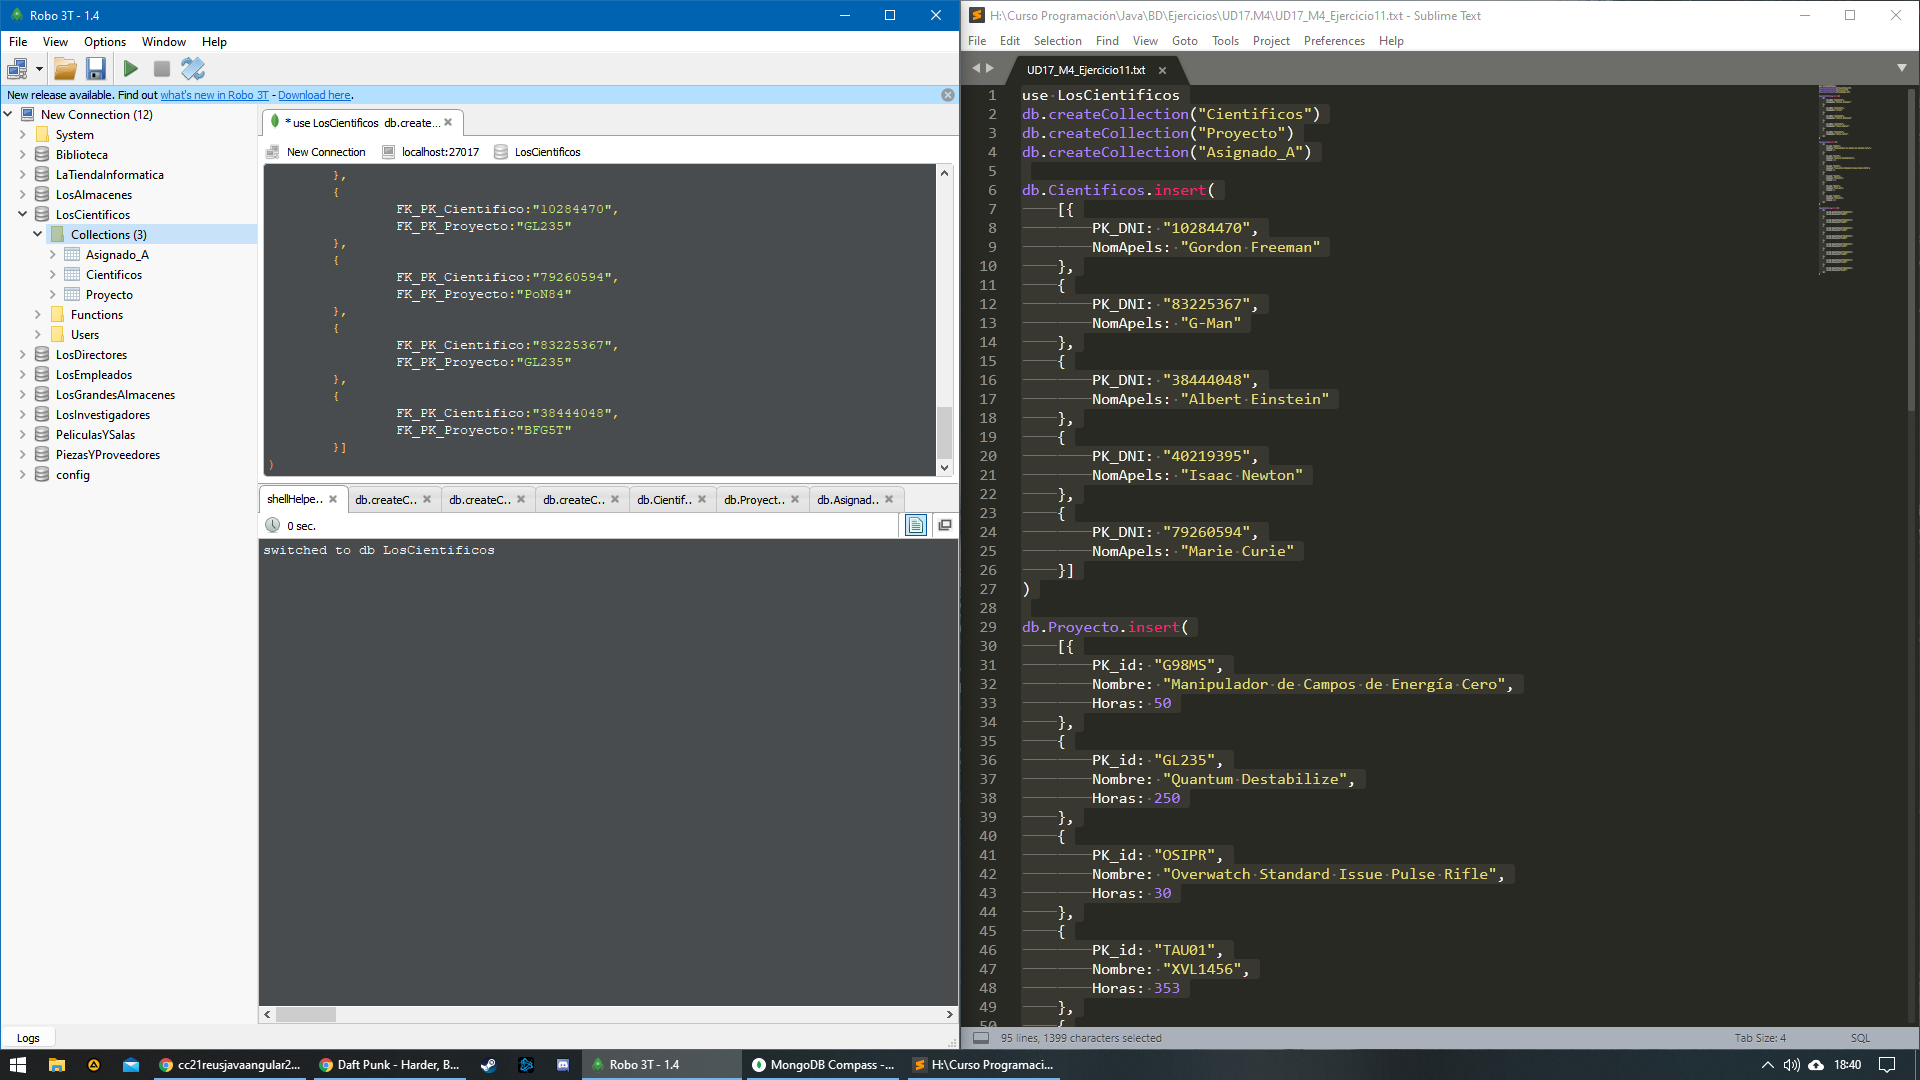 Robo 3T - 1.4
File View Options Window Help
New release available. Find out what's new in Robo 3T - Download here.
New Connection (12)
System
Biblioteca
LaTiendaInformatica
LosAlmacenes
LosCientificos
Collections (3)
Asignado_A
Cientificos
Proyecto
Functions
Users
LosDirectores
LosEmpleados
LosGrandesAlmacenes
LosInvestigadores
PeliculasYSalas
PiezasYProveedores
config
* use LosCientificos db.create...
New Connection localhost:27017 LosCientificos
},
{
FK_PK_Cientifico:"10284470",
FK_PK_Proyecto:"GL235"
},
{
FK_PK_Cientifico:"79260594",
FK_PK_Proyecto:"PoN84"
},
{
FK_PK_Cientifico:"83225367",
FK_PK_Proyecto:"GL235"
},
{
FK_PK_Cientifico:"38444048",
FK_PK_Proyecto:"BFG5T"
}]
)
shellHelpe.. db.createC.. db.createC.. db.createC.. db.Cientif.. db.Proyect.. db.Asignad..
0 sec.
switched to db LosCientificos
Logs
H:\Curso Programación\Java\BD\Ejercicios\UD17.M4\UD17_M4_Ejercicio11.txt - Sublime Text
File Edit Selection Find View Goto Tools Project Preferences Help
UD17_M4_Ejercicio11.txt
1 use LosCientificos
2 db.createCollection("Cientificos")
3 db.createCollection("Proyecto")
4 db.createCollection("Asignado_A")
5
6 db.Cientificos.insert(
7 [{
8 PK_DNI: "10284470",
9 NomApels: "Gordon Freeman"
10 },
11 {
12 PK_DNI: "83225367",
13 NomApels: "G-Man"
14 },
15 {
16 PK_DNI: "38444048",
17 NomApels: "Albert Einstein"
18 },
19 {
20 PK_DNI: "40219395",
21 NomApels: "Isaac Newton"
22 },
23 {
24 PK_DNI: "79260594",
25 NomApels: "Marie Curie"
26 }]
27 )
28
29 db.Proyecto.insert(
30 [{
31 PK_id: "G98MS",
32 Nombre: "Manipulador de Campos de Energía Cero",
33 Horas: 50
34 },
35 {
36 PK_id: "GL235",
37 Nombre: "Quantum Destabilize",
38 Horas: 250
39 },
40 {
41 PK_id: "OSIPR",
42 Nombre: "Overwatch Standard Issue Pulse Rifle",
43 Horas: 30
44 },
45 {
46 PK_id: "TAU01",
47 Nombre: "XVL1456",
48 Horas: 353
49 },
50 {
95 lines, 1399 characters selected Tab Size: 4 SQL
cc21reusjavaangular2... Daft Punk - Harder, B... Robo 3T - 1.4 MongoDB Compass -... H:\Curso Programaci... 18:40